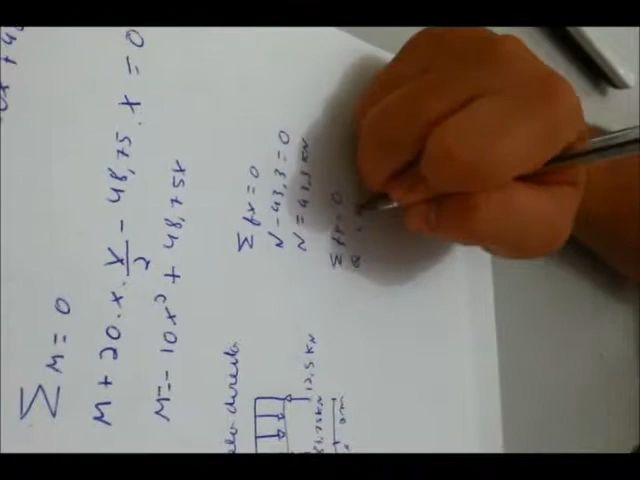 ΣM = 0
M + 20 . x . x/2 - 48,75 . x = 0
M = - 10x² + 48,75x
direita
12,5 KN
Σfx = 0
N - 43,3 = 0
N = 43,3 KN
Σfy = 0